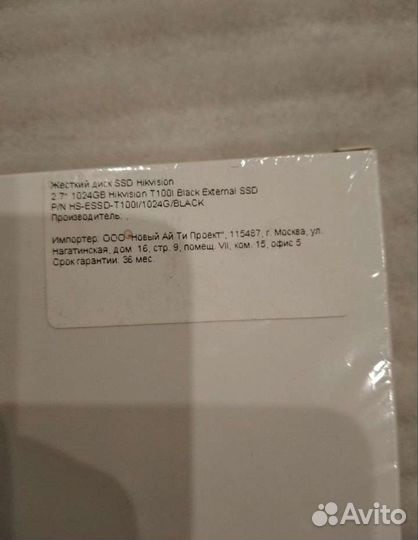 Жесткий диск SSD Hikvision
2.7" 1024GB Hikvision T100I Black External SSD
P/N HS-ESSD-T100I/1024G/BLACK
Производитель: .
Импортер: ООО "Новый Ай Ти Проект", 115487, г. Москва, ул.
Нагатинская, дом 16, стр. 9, помещ. VII, ком. 15, офис 5
Срок гарантии: 36 мес.
Avito